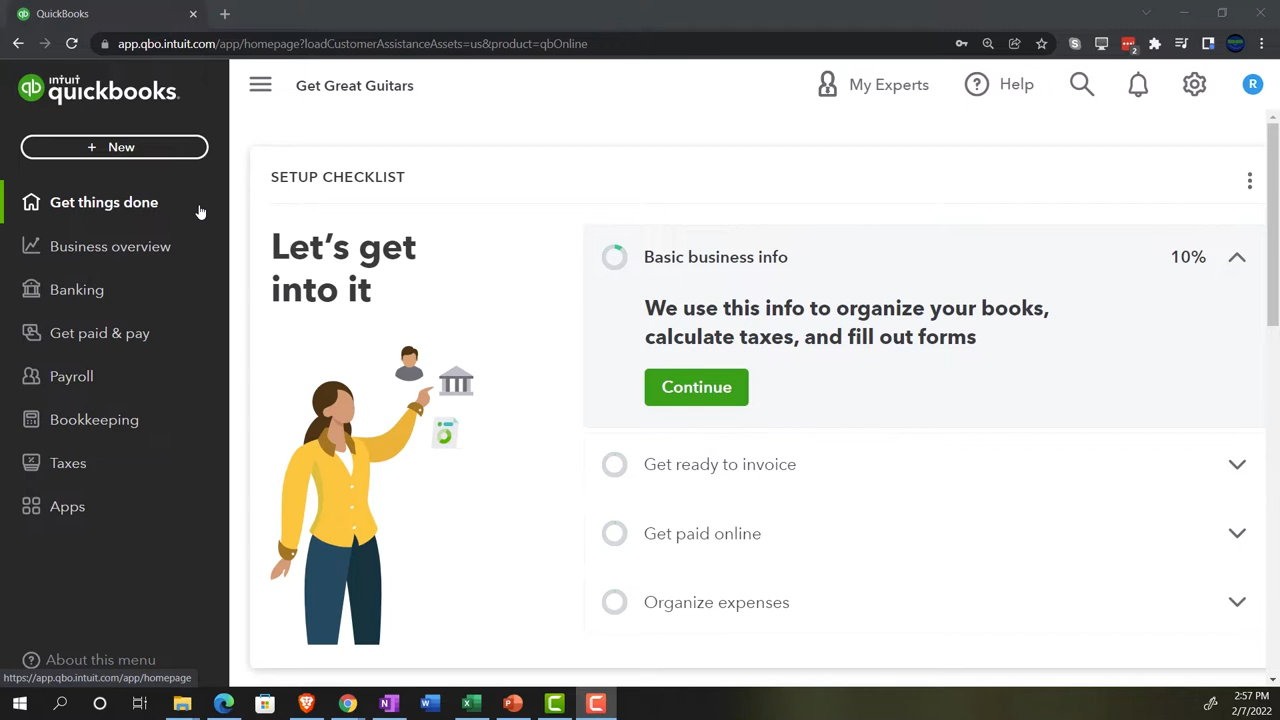 QuickBooks
app.qbo.intuit.com/app/homepage?loadCustomerAssistanceAssets=us&product=qbOnline
2
intuit
quickbooks.
Get Great Guitars
My Experts
Help
R
+ New
Get things done
Business overview
Banking
Get paid & pay
Payroll
Bookkeeping
Taxes
Apps
About this menu
SETUP CHECKLIST
Let's get
into it
Basic business info
10%
We use this info to organize your books,
calculate taxes, and fill out forms
Continue
Get ready to invoice
Get paid online
Organize expenses
https://app.qbo.intuit.com/app/homepage
2:57 PM
2/7/2022